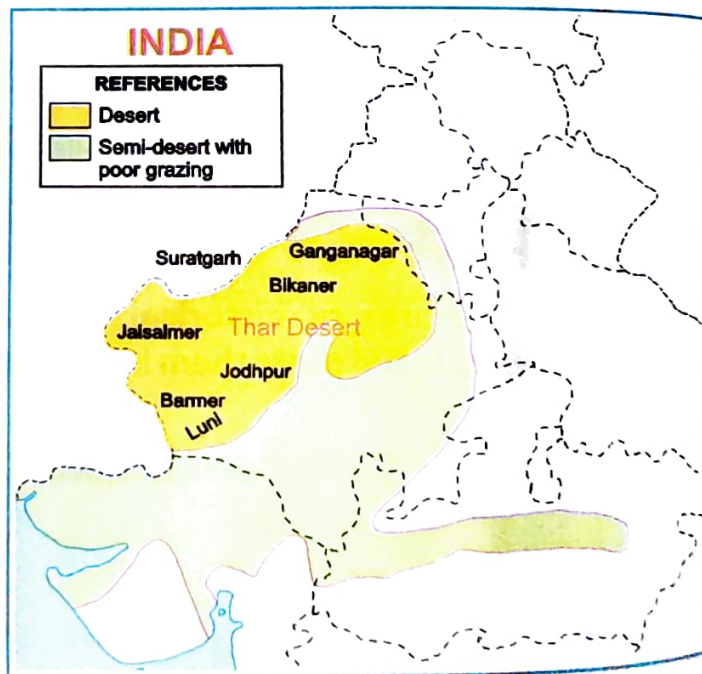 INDIA
REFERENCES
Desert
Semi-desert with
poor grazing
Suratgarh
Ganganagar
Bikaner
Jaisalmer
Thar Desert
Jodhpur
Barmer
Luni